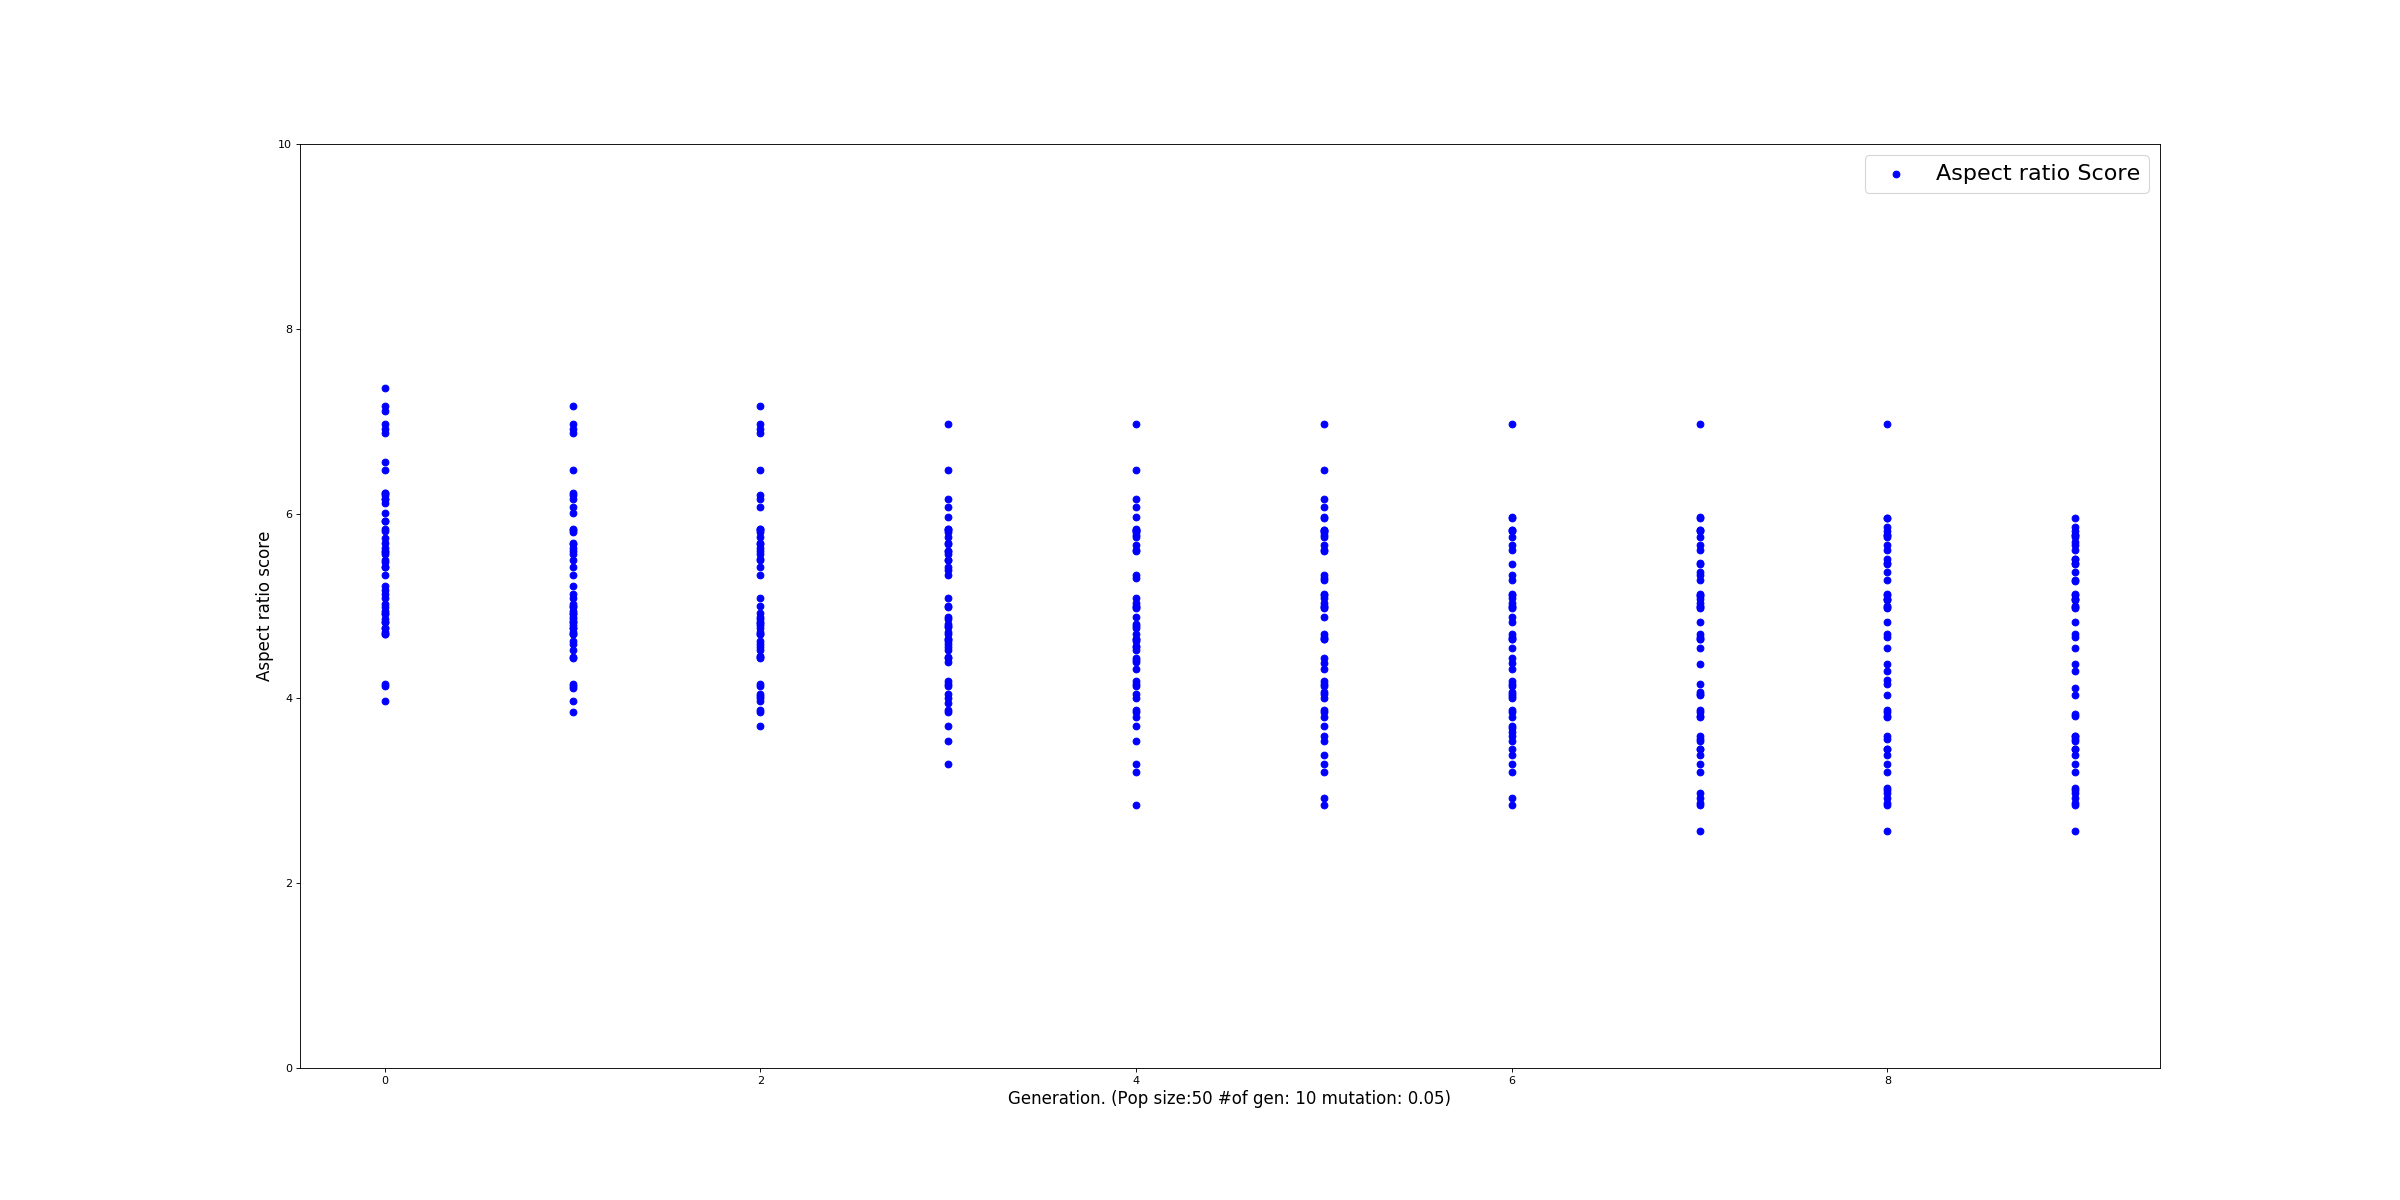 Aspect ratio Score
10
8
6
4
2
0
Aspect ratio score
0 2 4 6 8
Generation. (Pop size:50 #of gen: 10 mutation: 0.05)